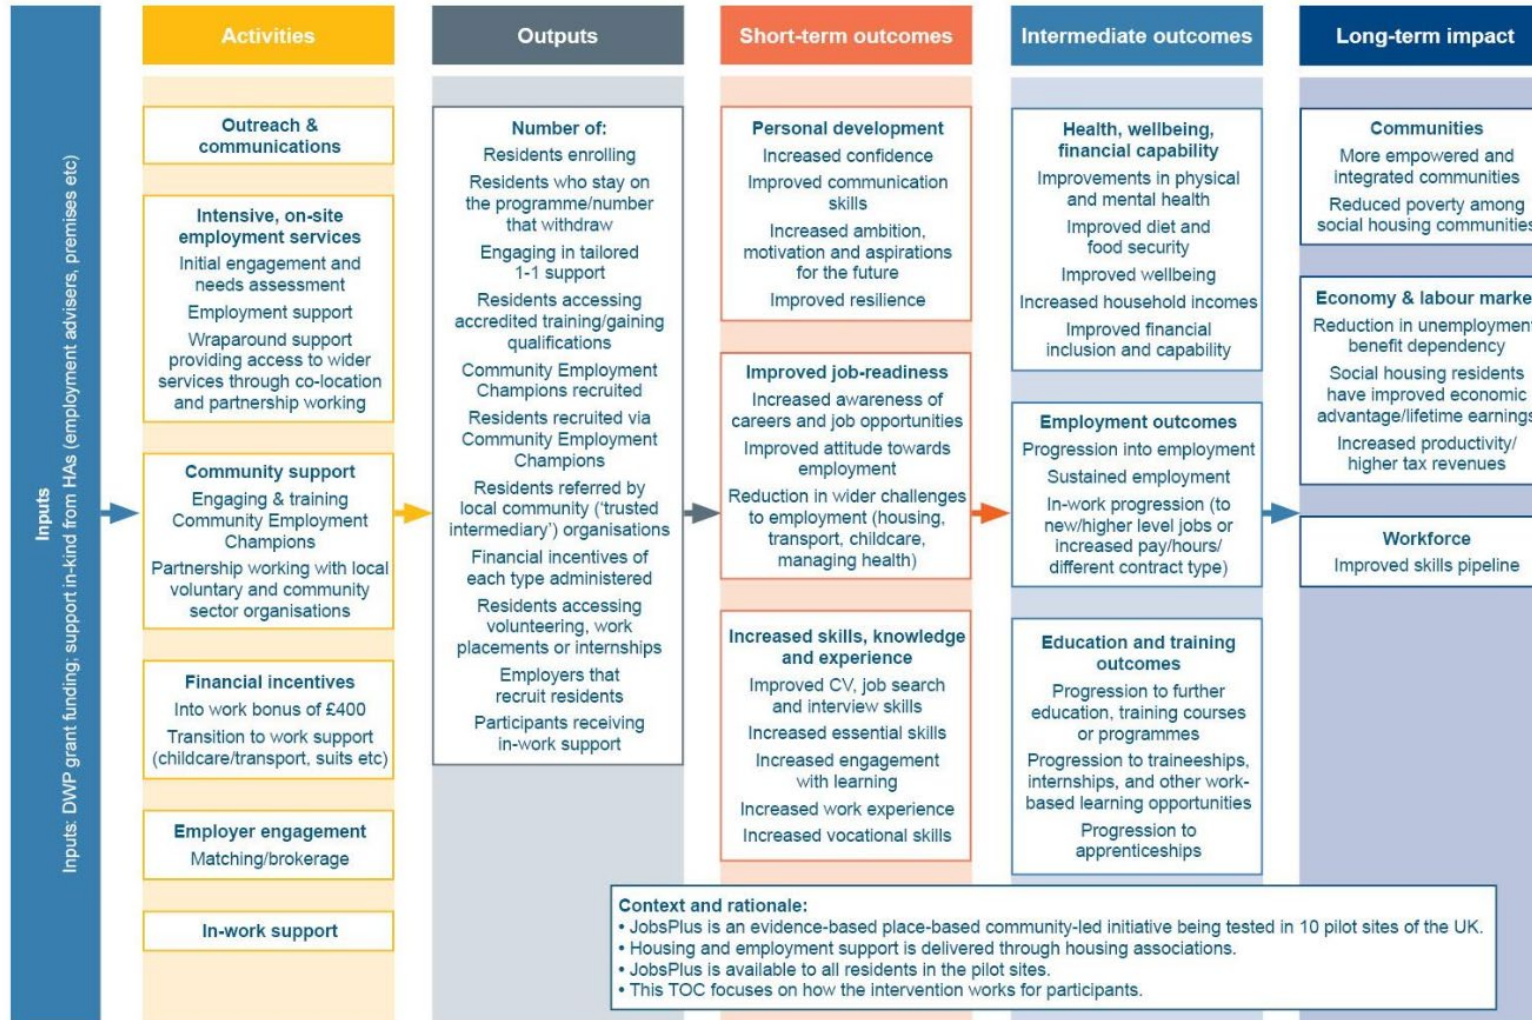 Inputs
Inputs: DWP grant funding; support in-kind from HAs (employment advisers, premises etc)
Activities
Outreach &
communications
Intensive, on-site
employment services
Initial engagement and
needs assessment
Employment support
Wraparound support
providing access to wider
services through co-location
and partnership working
Community support
Engaging & training
Community Employment
Champions
Partnership working with local
voluntary and community
sector organisations
Financial incentives
Into work bonus of £400
Transition to work support
(childcare/transport, suits etc)
Employer engagement
Matching/brokerage
In-work support
Outputs
Number of:
Residents enrolling
Residents who stay on
the programme/number
that withdraw
Engaging in tailored
1-1 support
Residents accessing
accredited training/gaining
qualifications
Community Employment
Champions recruited
Residents recruited via
Community Employment
Champions
Residents referred by
local community (‘trusted
intermediary’) organisations
Financial incentives of
each type administered
Residents accessing
volunteering, work
placements or internships
Employers that
recruit residents
Participants receiving
in-work support
Short-term outcomes
Personal development
Increased confidence
Improved communication
skills
Increased ambition,
motivation and aspirations
for the future
Improved resilience
Improved job-readiness
Increased awareness of
careers and job opportunities
Improved attitude towards
employment
Reduction in wider challenges
to employment (housing,
transport, childcare,
managing health)
Increased skills, knowledge
and experience
Improved CV, job search
and interview skills
Increased essential skills
Increased engagement
with learning
Increased work experience
Increased vocational skills
Intermediate outcomes
Health, wellbeing,
financial capability
Improvements in physical
and mental health
Improved diet and
food security
Improved wellbeing
Increased household incomes
Improved financial
inclusion and capability
Employment outcomes
Progression into employment
Sustained employment
In-work progression (to
new/higher level jobs or
increased pay/hours/
different contract type)
Education and training
outcomes
Progression to further
education, training courses
or programmes
Progression to traineeships,
internships, and other work-
based learning opportunities
Progression to
apprenticeships
Long-term impact
Communities
More empowered and
integrated communities
Reduced poverty among
social housing communities
Economy & labour market
Reduction in unemployment
benefit dependency
Social housing residents
have improved economic
advantage/lifetime earnings
Increased productivity/
higher tax revenues
Workforce
Improved skills pipeline
Context and rationale:
• JobsPlus is an evidence-based place-based community-led initiative being tested in 10 pilot sites of the UK.
• Housing and employment support is delivered through housing associations.
• JobsPlus is available to all residents in the pilot sites.
• This TOC focuses on how the intervention works for participants.